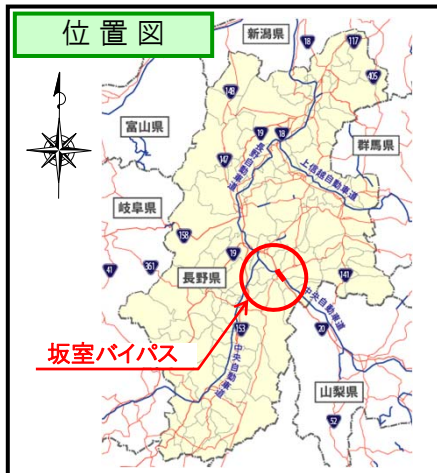 位置図
新潟県
18
117
405
148
富山県
19
18
群馬県
147
長野自動車道
上信越自動車道
岐阜県
158
19
41
361
長野県
141
中央自動車道
153
20
坂室バイパス
中央自動車道
山梨県
52